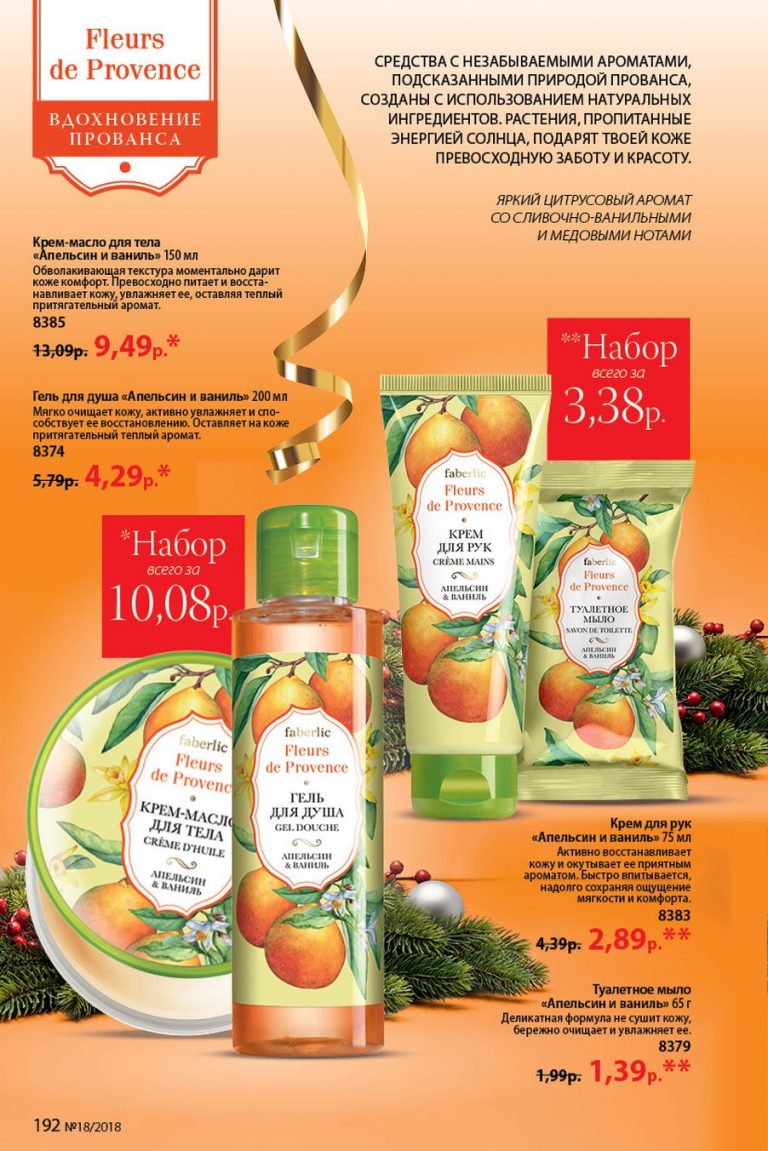 Fleurs
de Provence
ВДОХНОВЕНИЕ
ПРОВАНСА
СРЕДСТВА С НЕЗАБЫВАЕМЫМИ АРОМАТАМИ,
ПОДСКАЗАННЫМИ ПРИРОДОЙ ПРОВАНСА,
СОЗДАНЫ С ИСПОЛЬЗОВАНИЕМ НАТУРАЛЬНЫХ
ИНГРЕДИЕНТОВ. РАСТЕНИЯ, ПРОПИТАННЫЕ
ЭНЕРГИЕЙ СОЛНЦА, ПОДАРЯТ ТВОЕЙ КОЖЕ
ПРЕВОСХОДНУЮ ЗАБОТУ И КРАСОТУ.
ЯРКИЙ ЦИТРУСОВЫЙ АРОМАТ
СО СЛИВОЧНО-ВАНИЛЬНЫМИ
И МЕДОВЫМИ НОТАМИ
Крем-масло для тела
«Апельсин и ваниль» 150 мл
Обволакивающая текстура моментально дарит
коже комфорт. Превосходно питает и восста-
навливает кожу, увлажняет ее, оставляя теплый
притягательный аромат.
8385
13,09р. 9,49р.*
Гель для душа «Апельсин и ваниль» 200 мл
Мягко очищает кожу, активно увлажняет и спо-
собствует ее восстановлению. Оставляет на коже
притягательный теплый аромат.
8374
5,79р. 4,29р.*
**Набор
всего за
3,38р.
*Набор
всего за
10,08р.
faberlic
Fleurs
de Provence
КРЕМ
ДЛЯ РУК
CRÈME MAINS
АПЕЛЬСИН
& ВАНИЛЬ
faberlic
Fleurs
de Provence
ТУАЛЕТНОЕ
МЫЛО
SAVON DE TOILETTE
АПЕЛЬСИН
& ВАНИЛЬ
faberlic
Fleurs
de Provence
КРЕМ-МАСЛО
ДЛЯ ТЕЛА
CRÈME D'HUILE
АПЕЛЬСИН
& ВАНИЛЬ
faberlic
Fleurs
de Provence
ГЕЛЬ
ДЛЯ ДУША
GEL DOUCHE
АПЕЛЬСИН
& ВАНИЛЬ
Крем для рук
«Апельсин и ваниль» 75 мл
Активно восстанавливает
кожу и окутывает ее приятным
ароматом. Быстро впитывается,
надолго сохраняя ощущение
мягкости и комфорта.
8383
4,39р. 2,89р.**
Туалетное мыло
«Апельсин и ваниль» 65 г
Деликатная формула не сушит кожу,
бережно очищает и увлажняет ее.
8379
1,99р. 1,39р.**
192 №18/2018